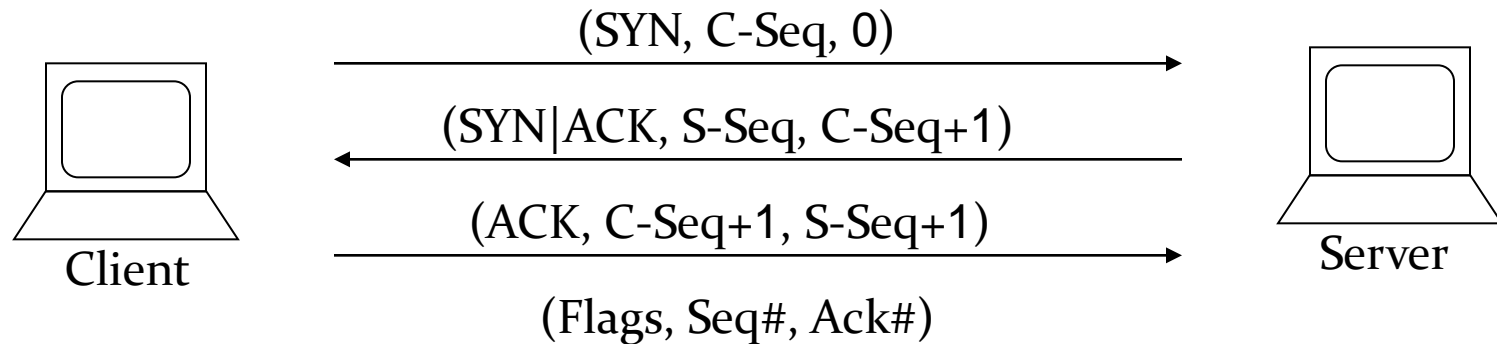 (SYN, C-Seq, 0)
(SYN|ACK, S-Seq, C-Seq+1)
(ACK, C-Seq+1, S-Seq+1)
Client
Server
(Flags, Seq#, Ack#)